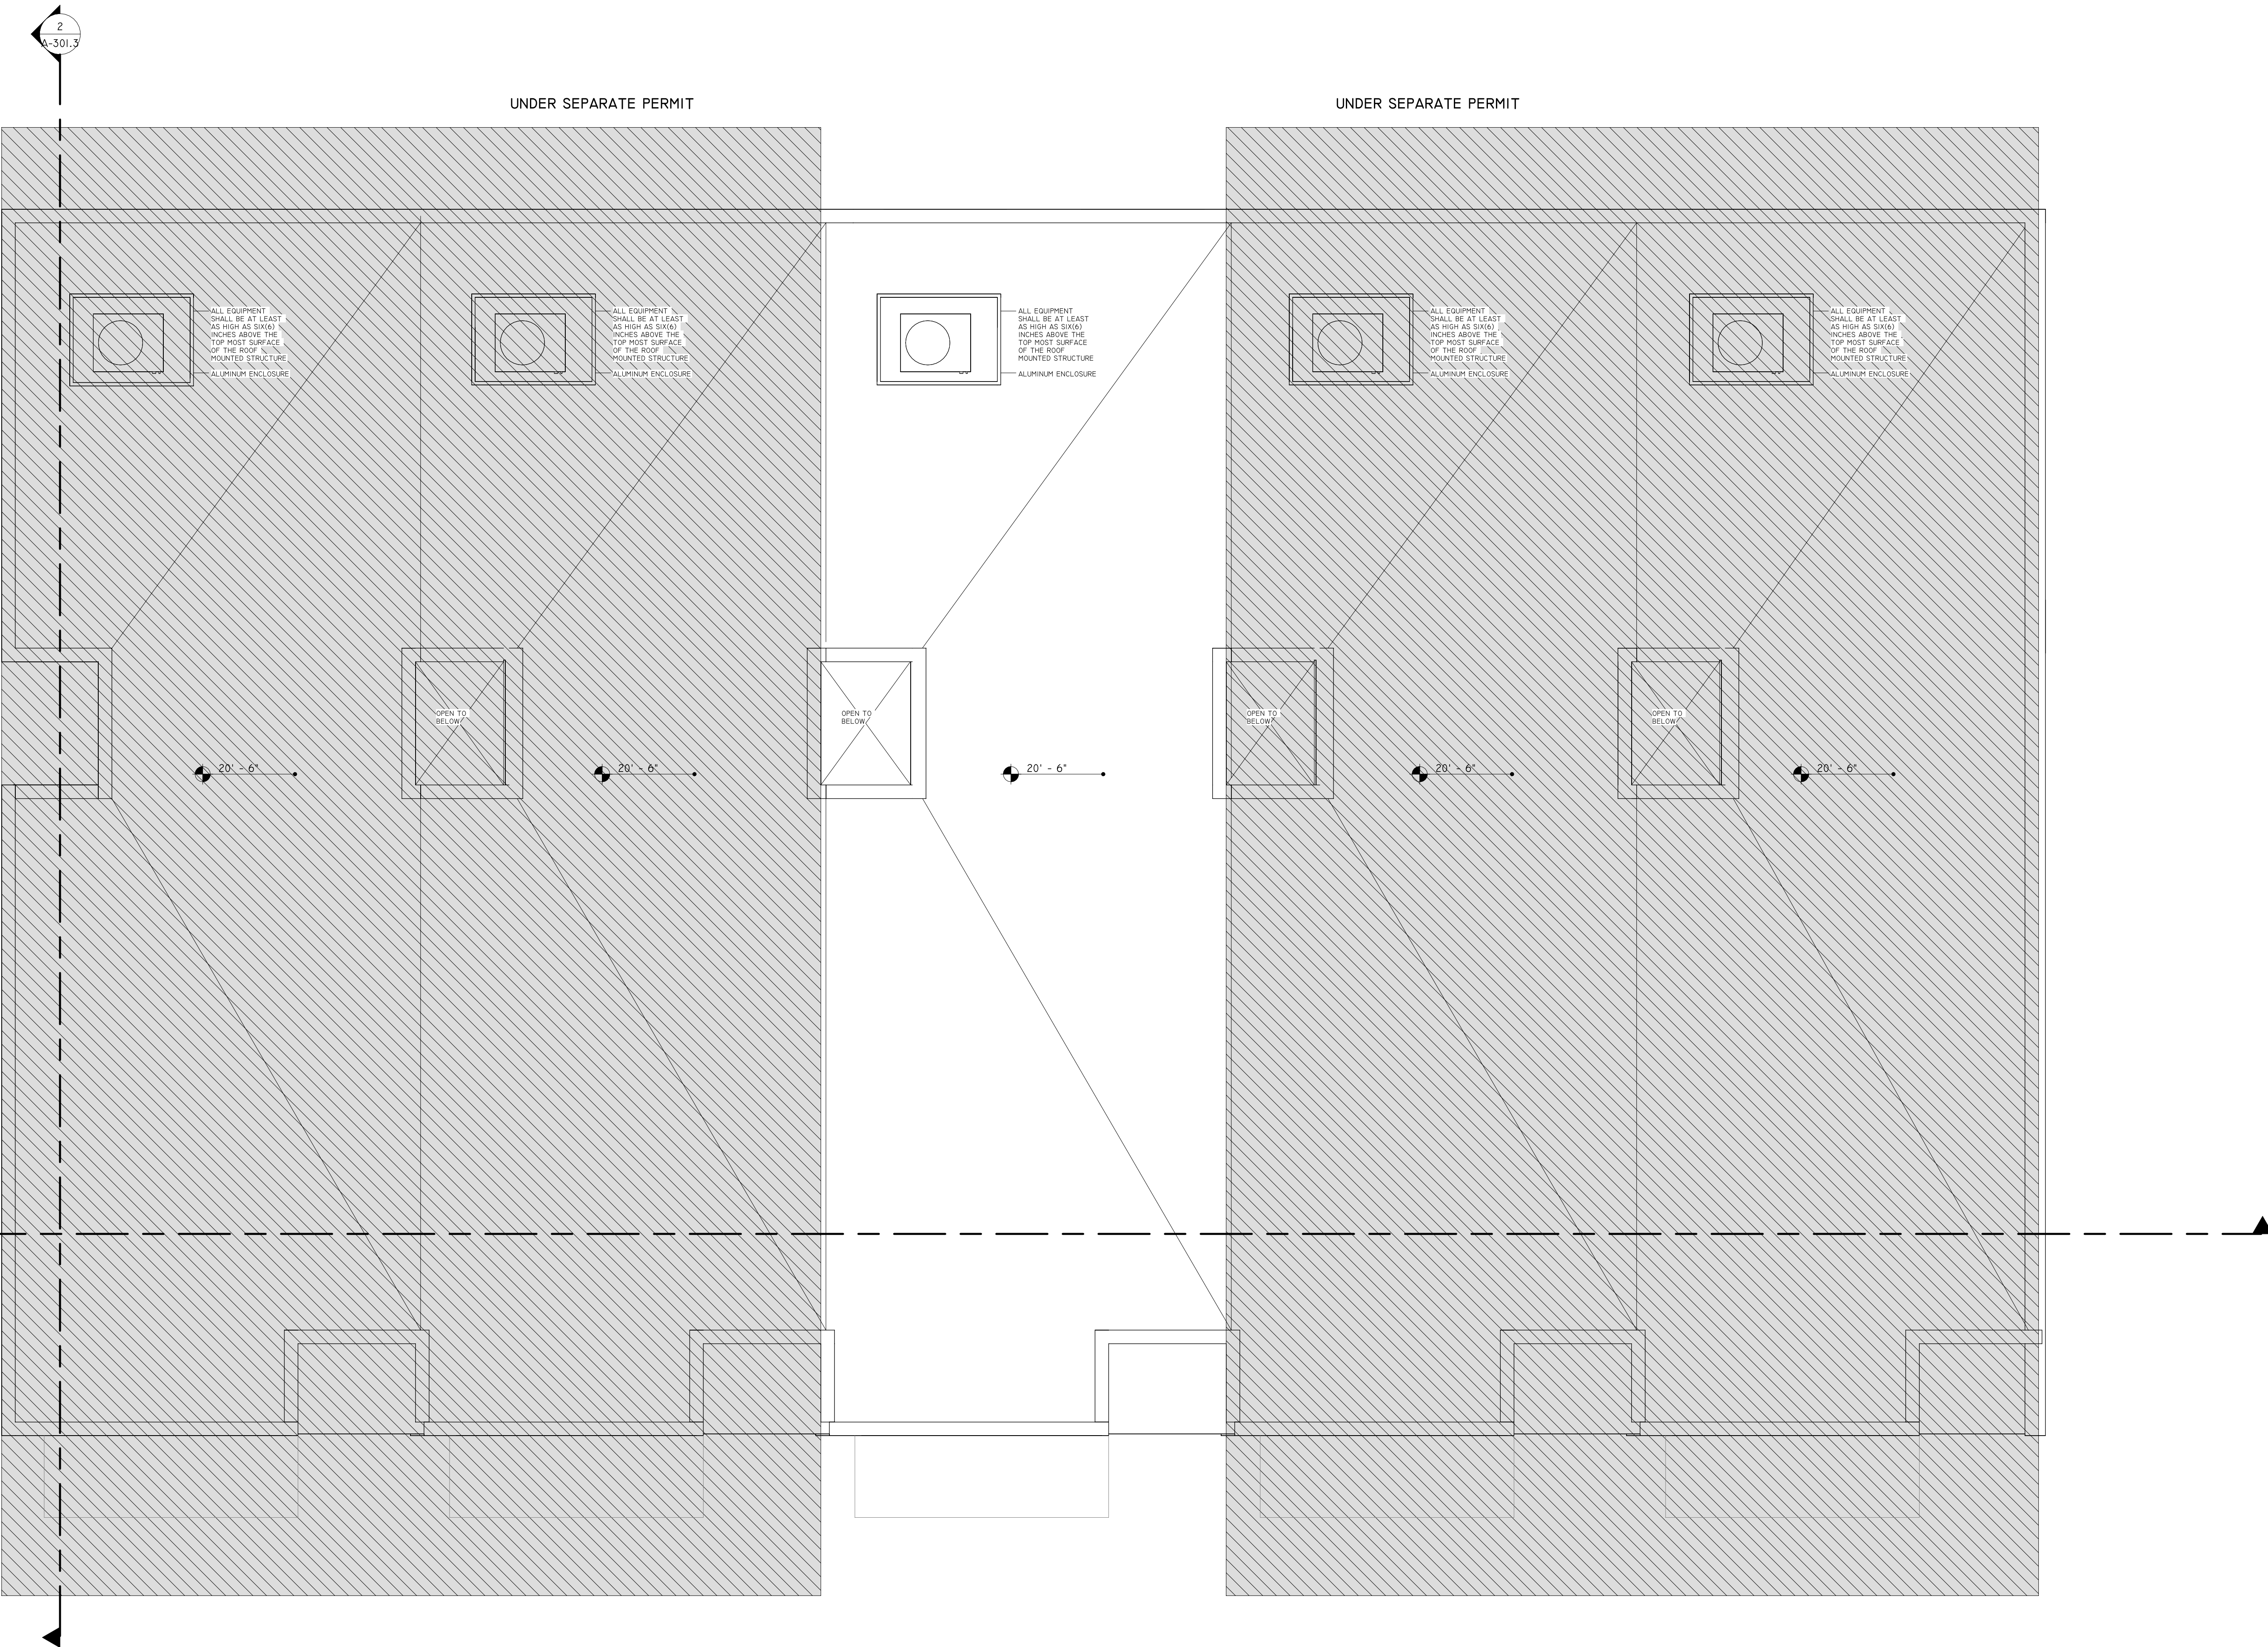 2
A-301.3
UNDER SEPARATE PERMIT
UNDER SEPARATE PERMIT
ALL EQUIPMENT
SHALL BE AT LEAST
AS HIGH AS SIX(6)
INCHES ABOVE THE
TOP MOST SURFACE
OF THE ROOF
MOUNTED STRUCTURE
ALUMINUM ENCLOSURE
ALL EQUIPMENT
SHALL BE AT LEAST
AS HIGH AS SIX(6)
INCHES ABOVE THE
TOP MOST SURFACE
OF THE ROOF
MOUNTED STRUCTURE
ALUMINUM ENCLOSURE
ALL EQUIPMENT
SHALL BE AT LEAST
AS HIGH AS SIX(6)
INCHES ABOVE THE
TOP MOST SURFACE
OF THE ROOF
MOUNTED STRUCTURE
ALUMINUM ENCLOSURE
ALL EQUIPMENT
SHALL BE AT LEAST
AS HIGH AS SIX(6)
INCHES ABOVE THE
TOP MOST SURFACE
OF THE ROOF
MOUNTED STRUCTURE
ALUMINUM ENCLOSURE
ALL EQUIPMENT
SHALL BE AT LEAST
AS HIGH AS SIX(6)
INCHES ABOVE THE
TOP MOST SURFACE
OF THE ROOF
MOUNTED STRUCTURE
ALUMINUM ENCLOSURE
OPEN TO
BELOW
OPEN TO
BELOW
OPEN TO
BELOW
OPEN TO
BELOW
20' - 6"
20' - 6"
20' - 6"
20' - 6"
20' - 6"